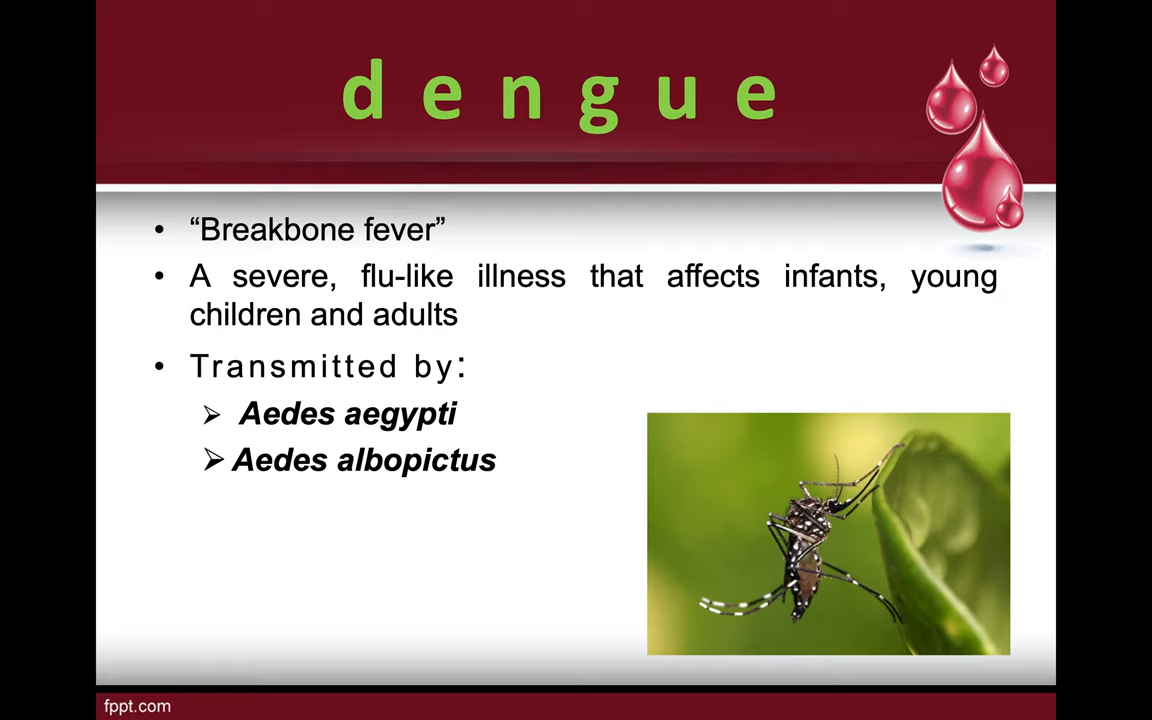 dengue
• “Breakbone fever”
• A severe, flu-like illness that affects infants, young
children and adults
• Transmitted by:
➢ Aedes aegypti
➢ Aedes albopictus
fppt.com